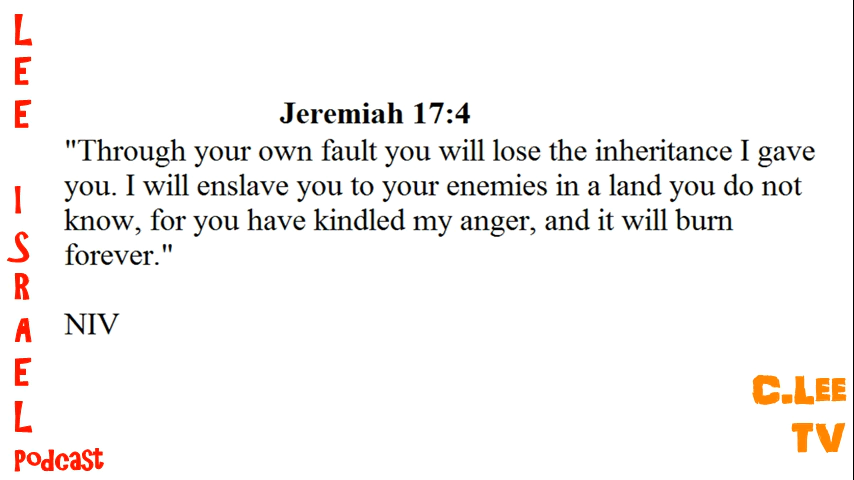 LEE ISRAEL
Podcast
Jeremiah 17:4
"Through your own fault you will lose the inheritance I gave
you. I will enslave you to your enemies in a land you do not
know, for you have kindled my anger, and it will burn
forever."
NIV
C.LEE
TV